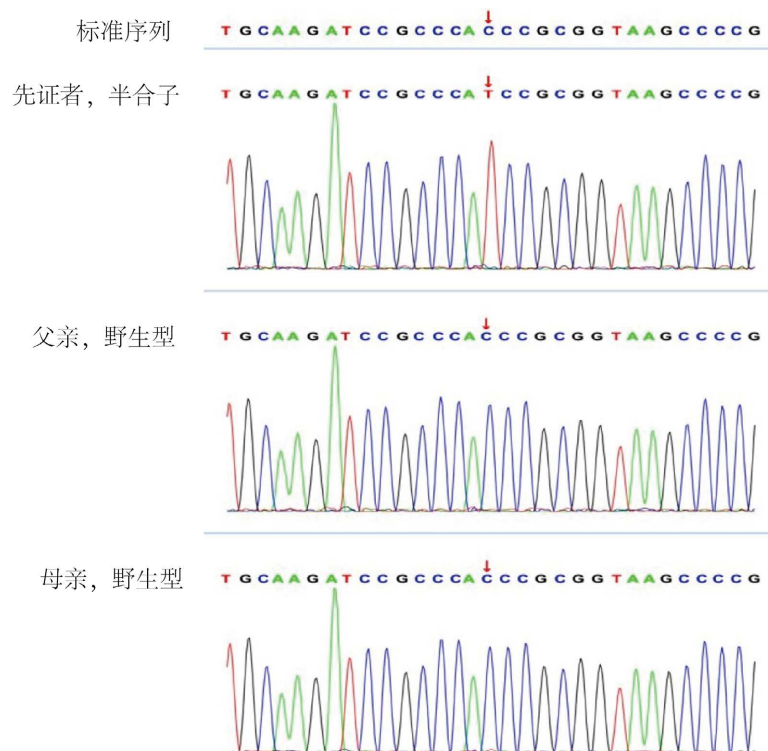 标准序列 TGCAAGATCCGCCCACCCGCGGTAAGCCCCG
先证者，半合子 TGCAAGATCCGCCCATCCGCGGTAAGCCCCG
父亲，野生型 TGCAAGATCCGCCCACCCGCGGTAAGCCCCG
母亲，野生型 TGCAAGATCCGCCCACCCGCGGTAAGCCCCG